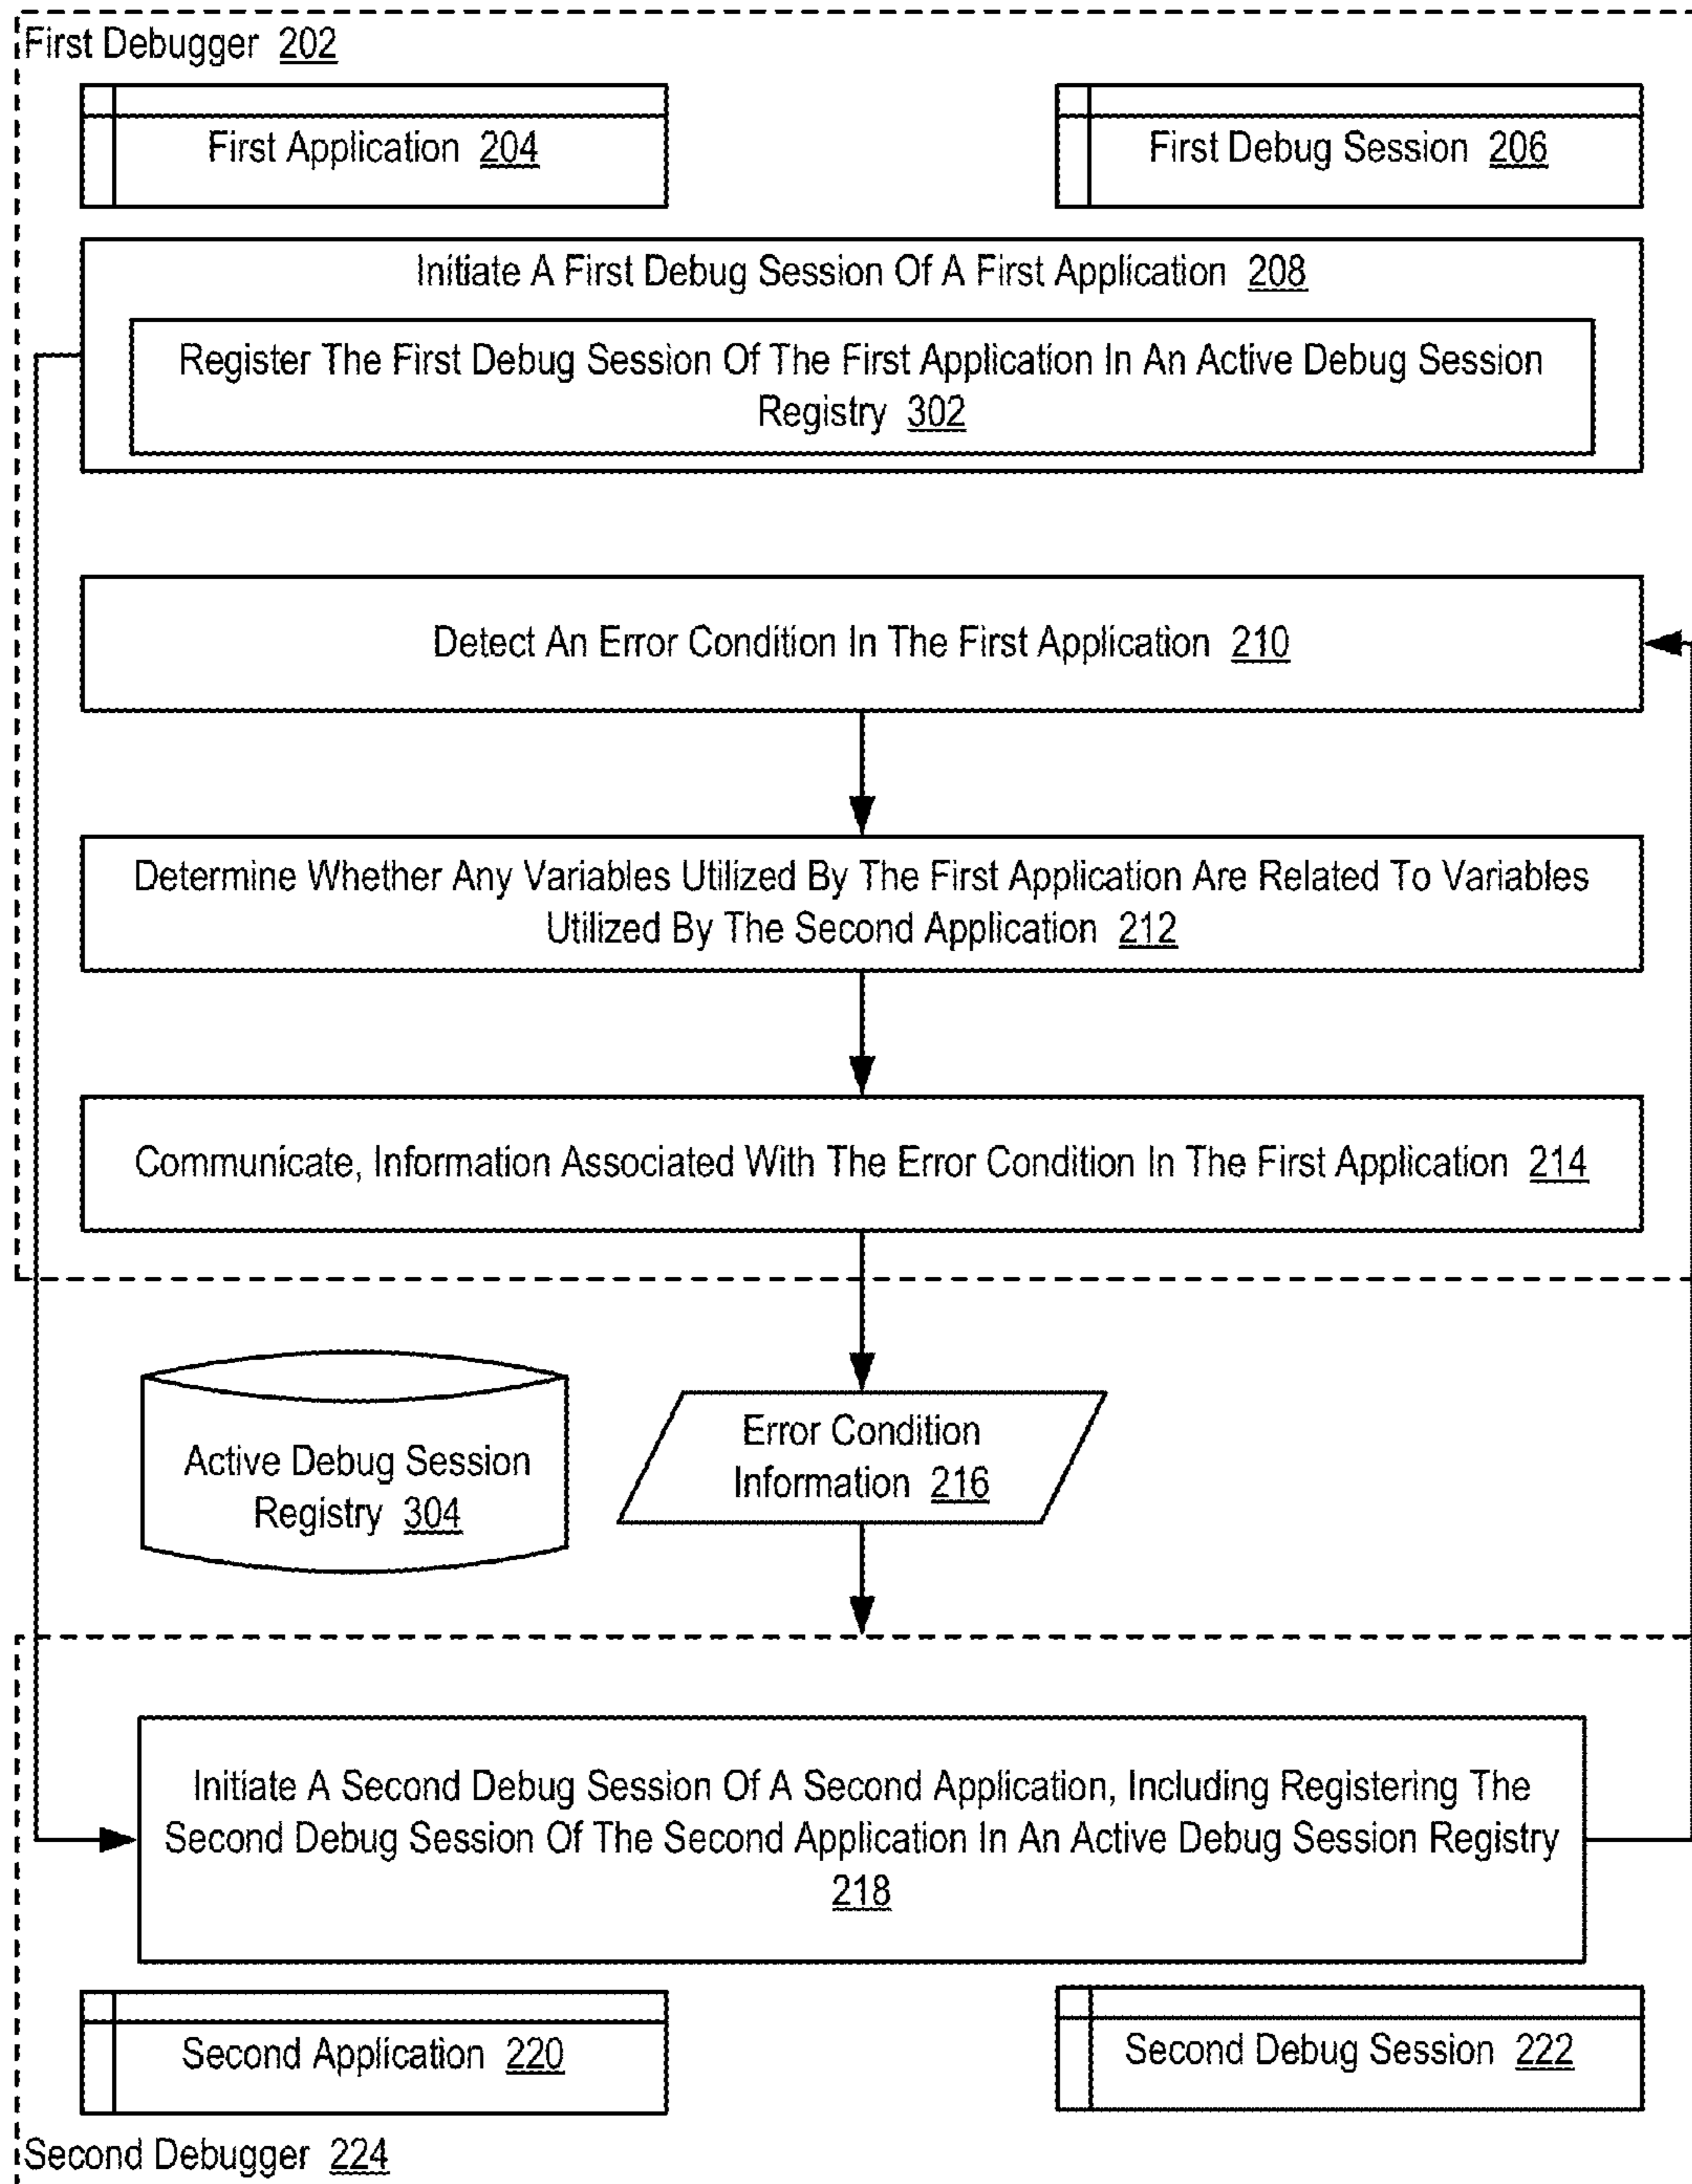 First Debugger 202
First Application 204
First Debug Session 206
Initiate A First Debug Session Of A First Application 208
Register The First Debug Session Of The First Application In An Active Debug Session
Registry 302
Detect An Error Condition In The First Application 210
Determine Whether Any Variables Utilized By The First Application Are Related To Variables
Utilized By The Second Application 212
Communicate, Information Associated With The Error Condition In The First Application 214
Active Debug Session
Registry 304
Error Condition
Information 216
Initiate A Second Debug Session Of A Second Application, Including Registering The
Second Debug Session Of The Second Application In An Active Debug Session Registry
218
Second Application 220
Second Debug Session 222
Second Debugger 224